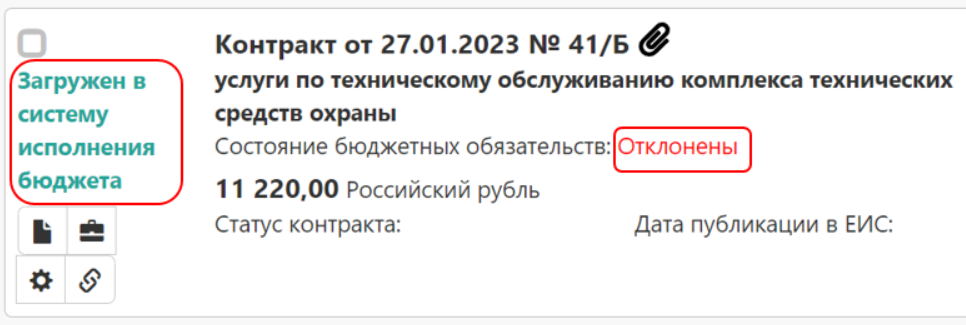 Контракт от 27.01.2023 № 41/Б
Загружен в
систему
исполнения
бюджета
услуги по техническому обслуживанию комплекса технических
средств охраны
Состояние бюджетных обязательств: Отклонены
11 220,00 Российский рубль
Статус контракта: Дата публикации в ЕИС: